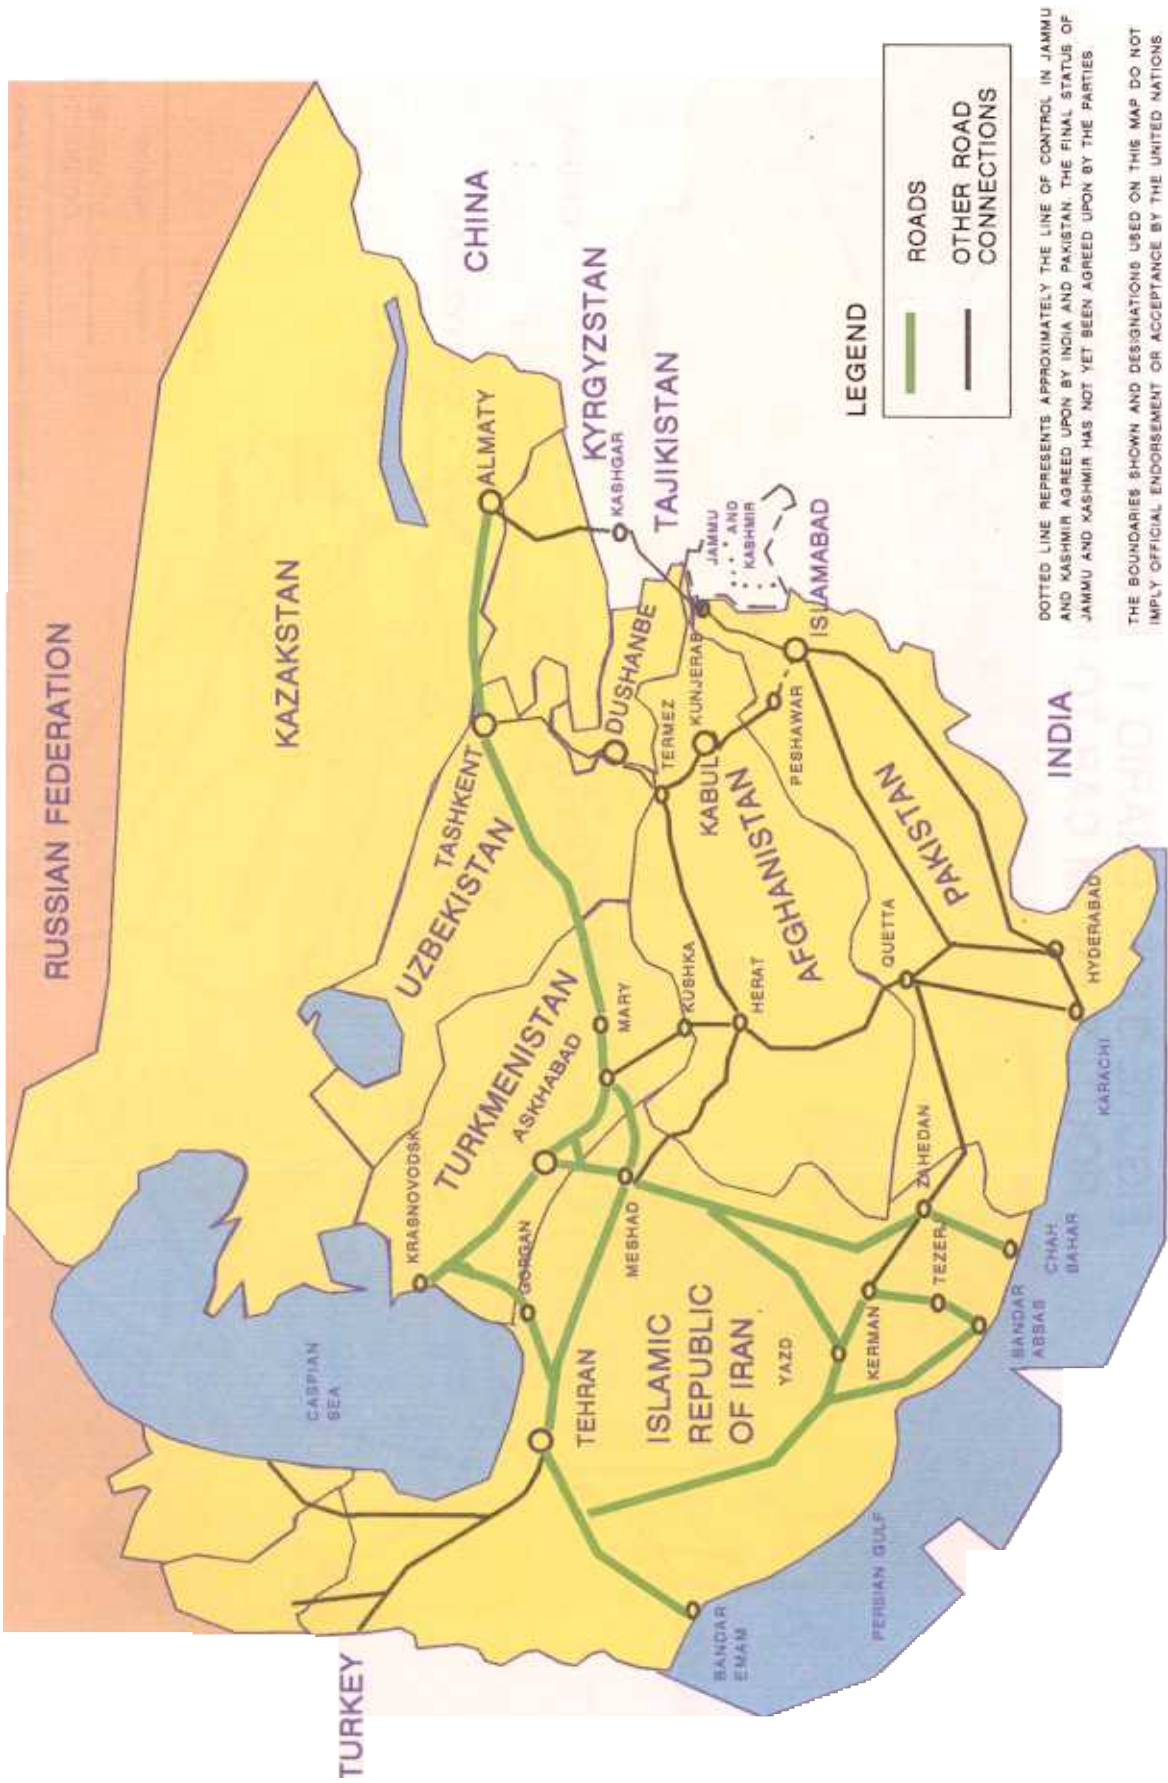 RUSSIAN FEDERATION
KAZAKSTAN
CHINA
KYRGYZSTAN
KASHGAR
TAJIKISTAN
ALMATY
TASHKENT
UZBEKISTAN
DUSHANBE
TERMEZ
KUNJERAB
JAMMU
AND
KASHMIR
ISLAMABAD
KABUL
PESHAWAR
AFGHANISTAN
PAKISTAN
INDIA
QUETTA
HYDERABAD
KARACHI
TURKMENISTAN
ASKHABAD
MARY
KUSHKA
HERAT
KRASNOVODSK
GORGAN
MESHAD
CASPIAN
SEA
TEHRAN
ISLAMIC
REPUBLIC
OF IRAN
YAZD
KERMAN
TEZERJ
ZAHEDAN
CHAH
BAHAR
BANDAR
ABBAS
PERSIAN GULF
BANDAR
EMAM
TURKEY
LEGEND
ROADS
OTHER ROAD
CONNECTIONS
DOTTED LINE REPRESENTS APPROXIMATELY THE LINE OF CONTROL IN JAMMU
AND KASHMIR AGREED UPON BY INDIA AND PAKISTAN. THE FINAL STATUS OF
JAMMU AND KASHMIR HAS NOT YET BEEN AGREED UPON BY THE PARTIES.
THE BOUNDARIES SHOWN AND DESIGNATIONS USED ON THIS MAP DO NOT
IMPLY OFFICIAL ENDORSEMENT OR ACCEPTANCE BY THE UNITED NATIONS